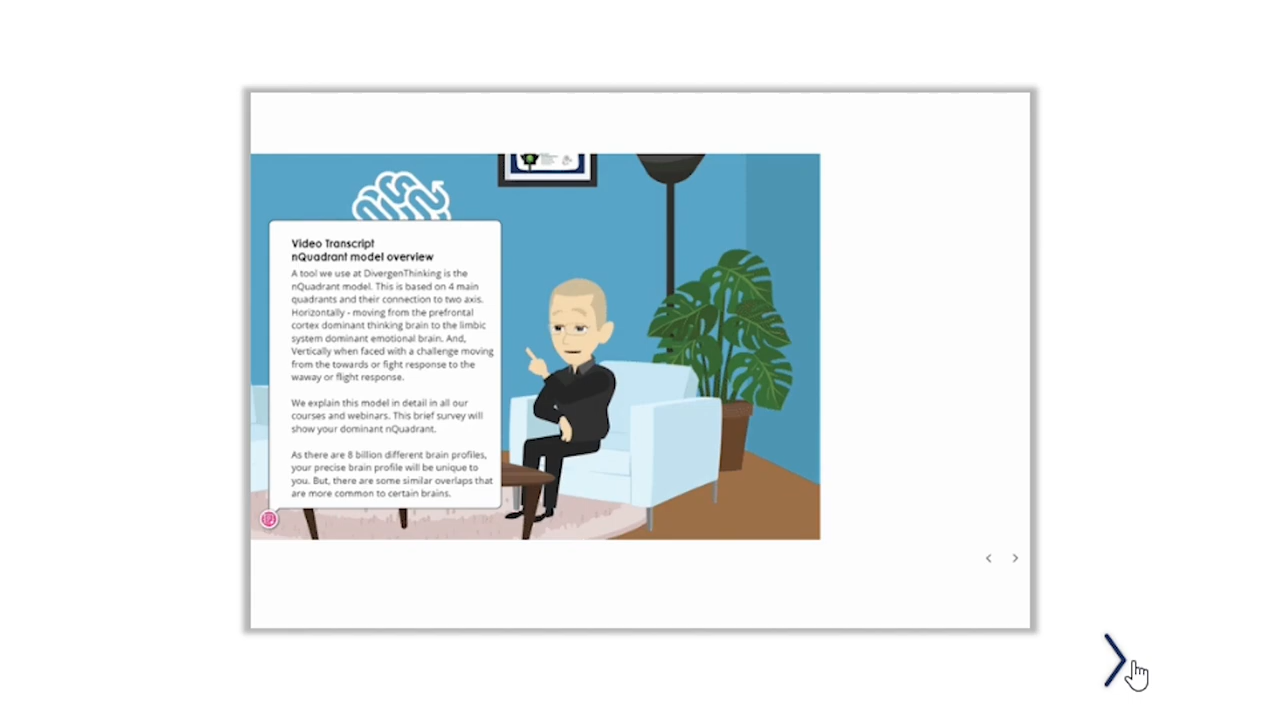 Video Transcript
nQuadrant model overview
A tool we use at DivergenThinking is the
nQuadrant model. This is based on 4 main
quadrants and their connection to two axis.
Horizontally - moving from the prefrontal
cortex dominant thinking brain to the limbic
system dominant emotional brain. And,
Vertically when faced with a challenge moving
from the towards or fight response to the
waway or flight response.
We explain this model in detail in all our
courses and webinars. This brief survey will
show your dominant nQuadrant.
As there are 8 billion different brain profiles,
your precise brain profile will be unique to
you. But, there are some similar overlaps that
are more common to certain brains.